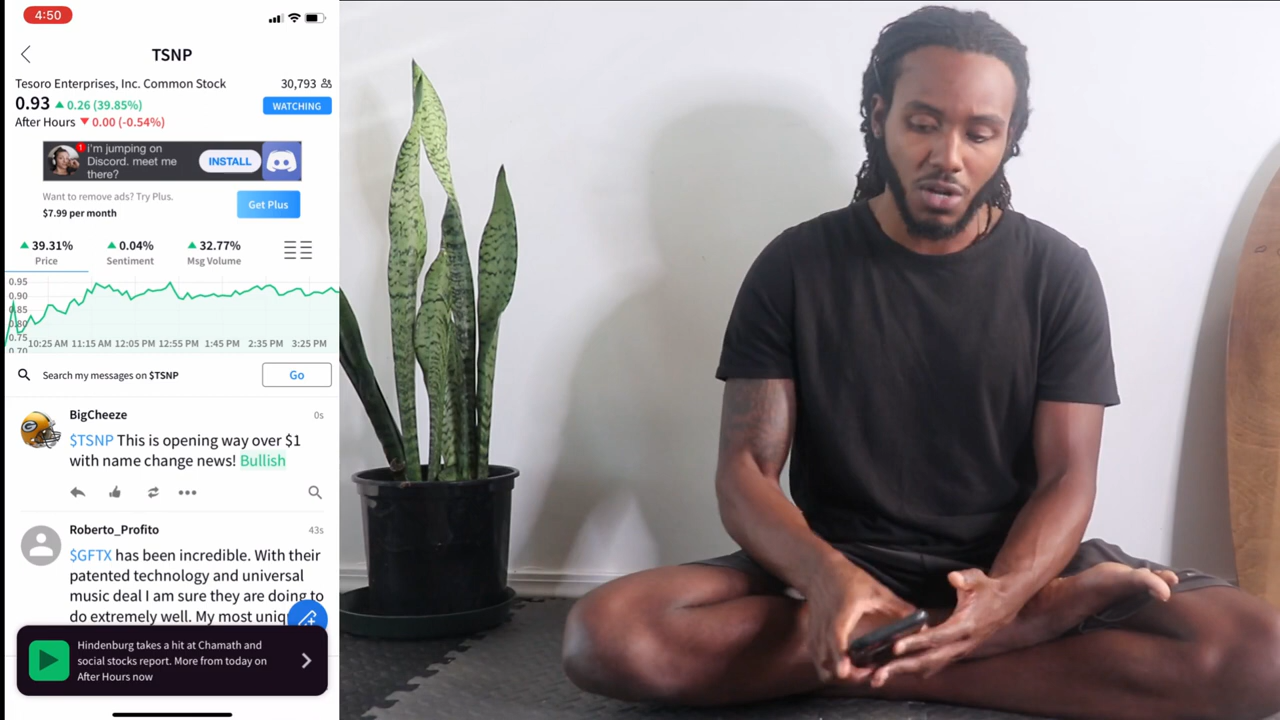 4:50
TSNP
Tesoro Enterprises, Inc. Common Stock 30,793
0.93 0.26 (39.85%)
WATCHING
After Hours 0.00 (-0.54%)
1
i'm jumping on
Discord. meet me
there?
INSTALL
Want to remove ads? Try Plus.
$7.99 per month
Get Plus
39.31% 0.04% 32.77%
Price Sentiment Msg Volume
0.95
0.90
0.85
0.80
0.75
0.70
10:25 AM 11:15 AM 12:05 PM 12:55 PM 1:45 PM 2:35 PM 3:25 PM
Search my messages on $TSNP
Go
BigCheeze 0s
$TSNP This is opening way over $1
with name change news! Bullish
Roberto_Profito 43s
$GFTX has been incredible. With their
patented technology and universal
music deal I am sure they are doing to
do extremely well. My most uniq
Hindenburg takes a hit at Chamath and
social stocks report. More from today on
After Hours now